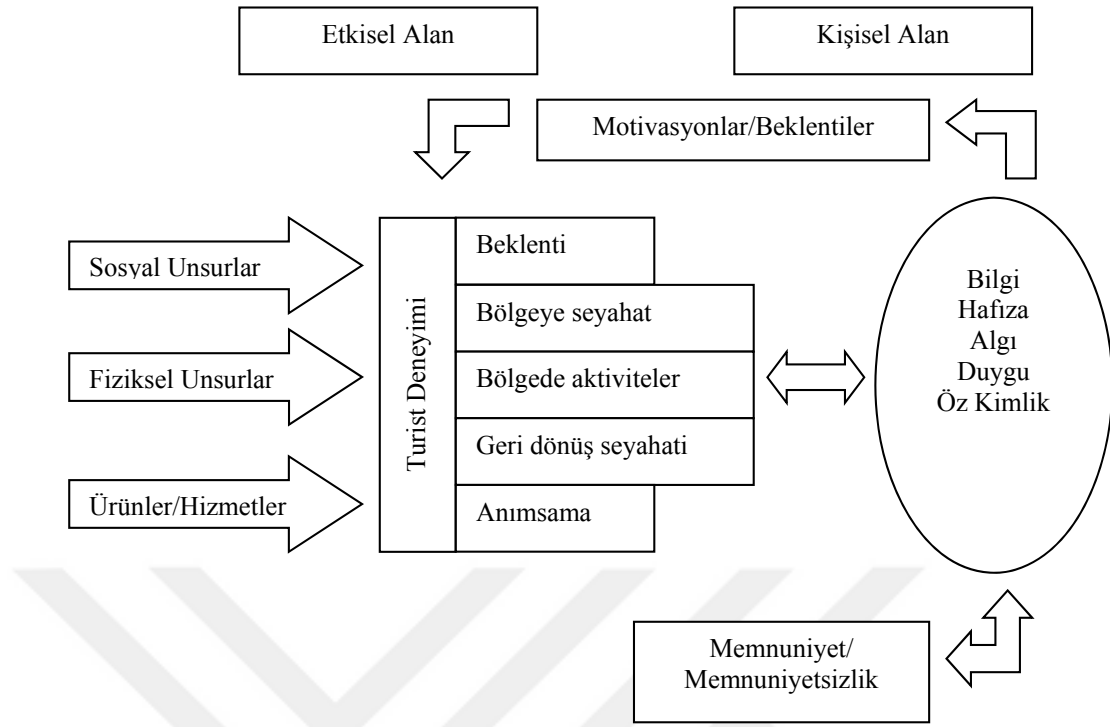 Etkisel Alan
Kişisel Alan
Motivasyonlar/Beklentiler
Sosyal Unsurlar
Fiziksel Unsurlar
Ürünler/Hizmetler
Turist Deneyimi
Beklenti
Bölgeye seyahat
Bölgede aktiviteler
Geri dönüş seyahati
Anımsama
Bilgi
Hafıza
Algı
Duygu
Öz Kimlik
Memnuniyet/
Memnuniyetsizlik